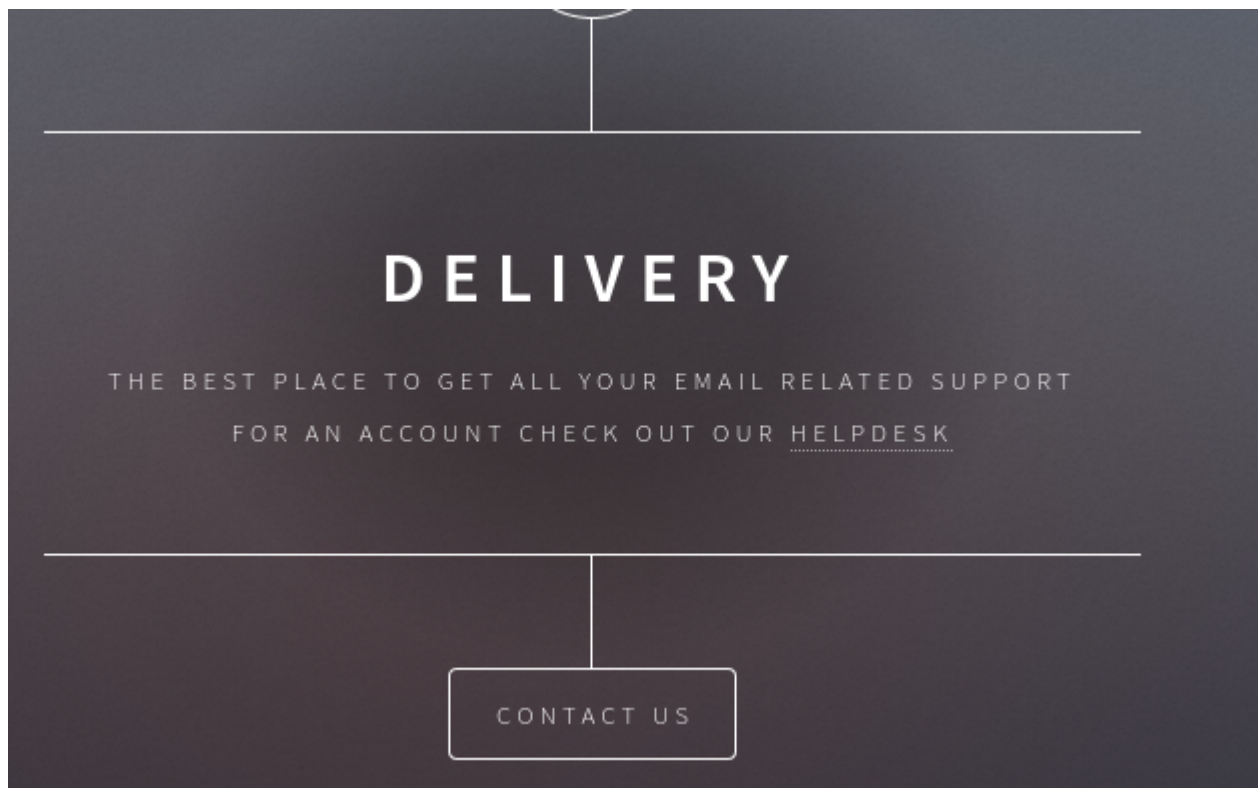 DELIVERY
THE BEST PLACE TO GET ALL YOUR EMAIL RELATED SUPPORT
FOR AN ACCOUNT CHECK OUT OUR HELPDESK
CONTACT US